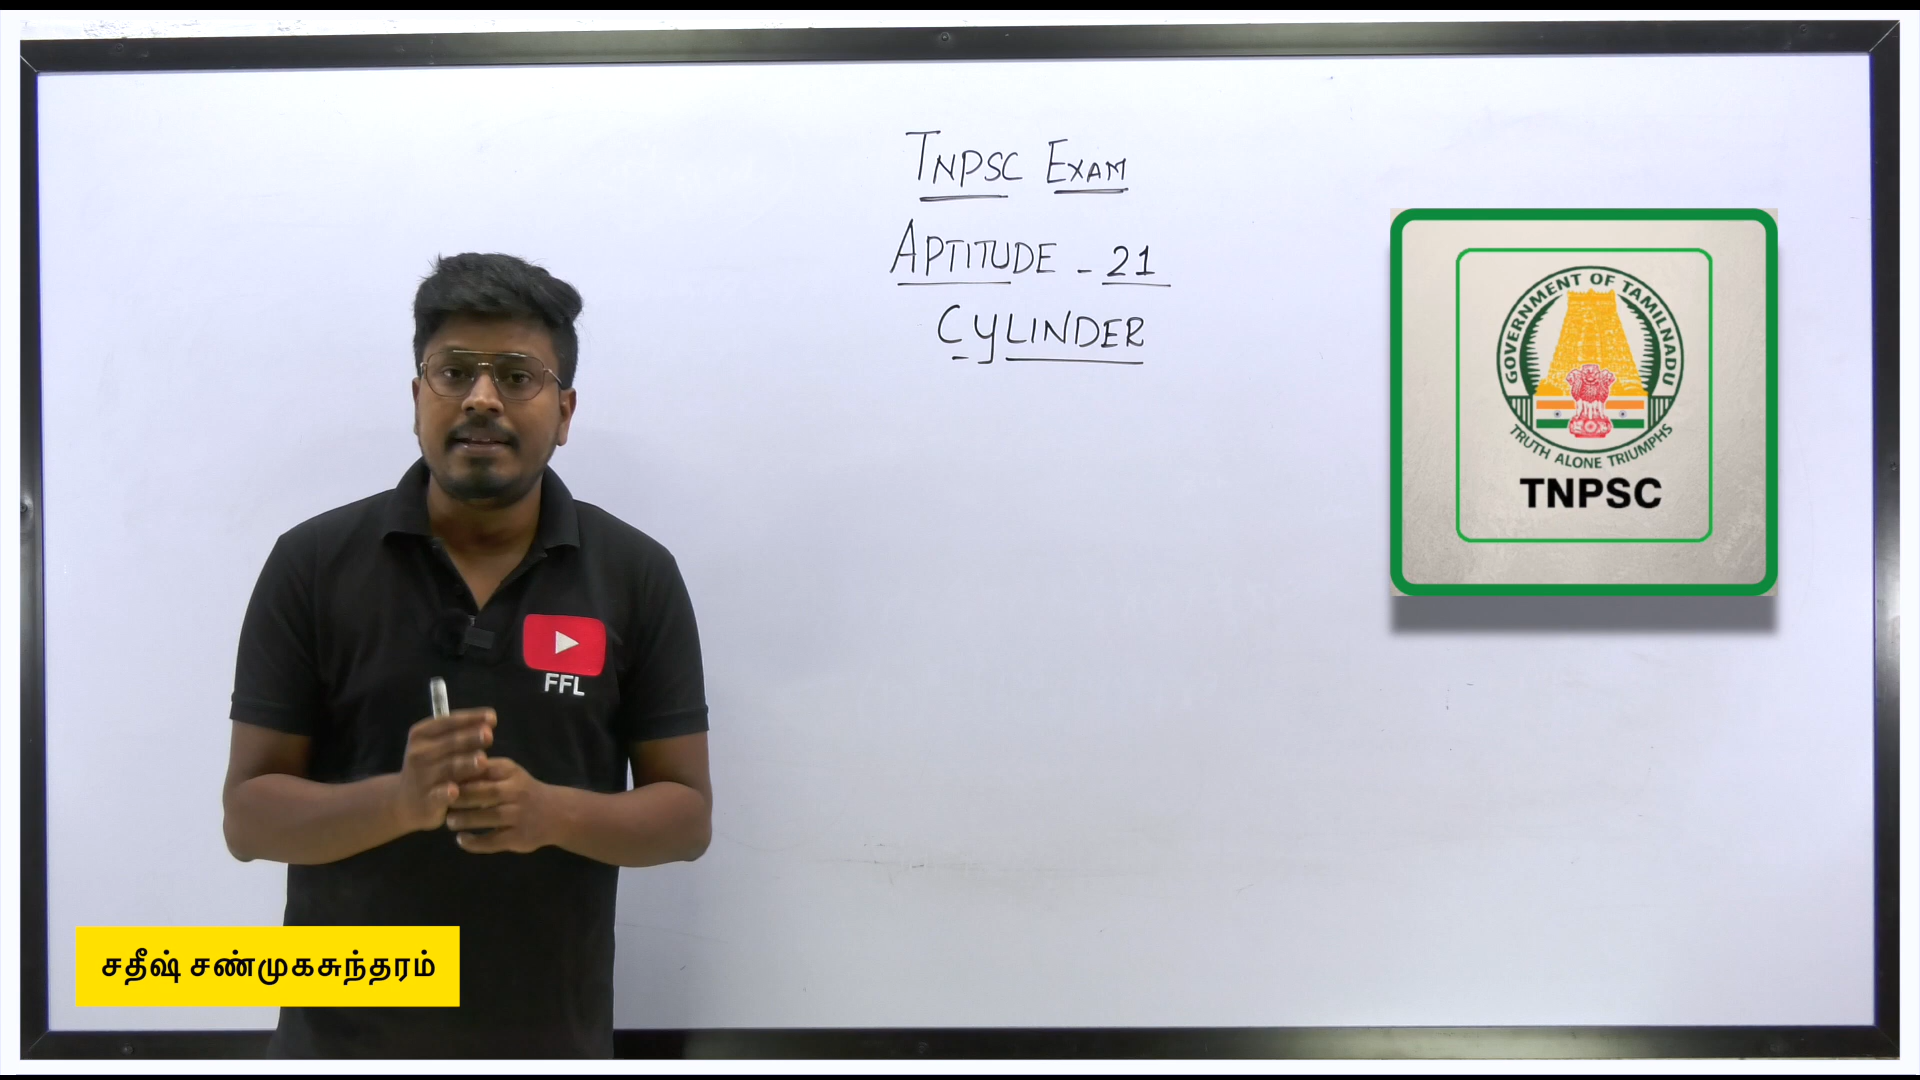 TNPSC EXAM
APTITUDE - 21
CYLINDER
GOVERNMENT OF TAMILNADU
TRUTH ALONE TRIUMPHS
TNPSC
FFL
சதீஷ் சண்முகசுந்தரம்